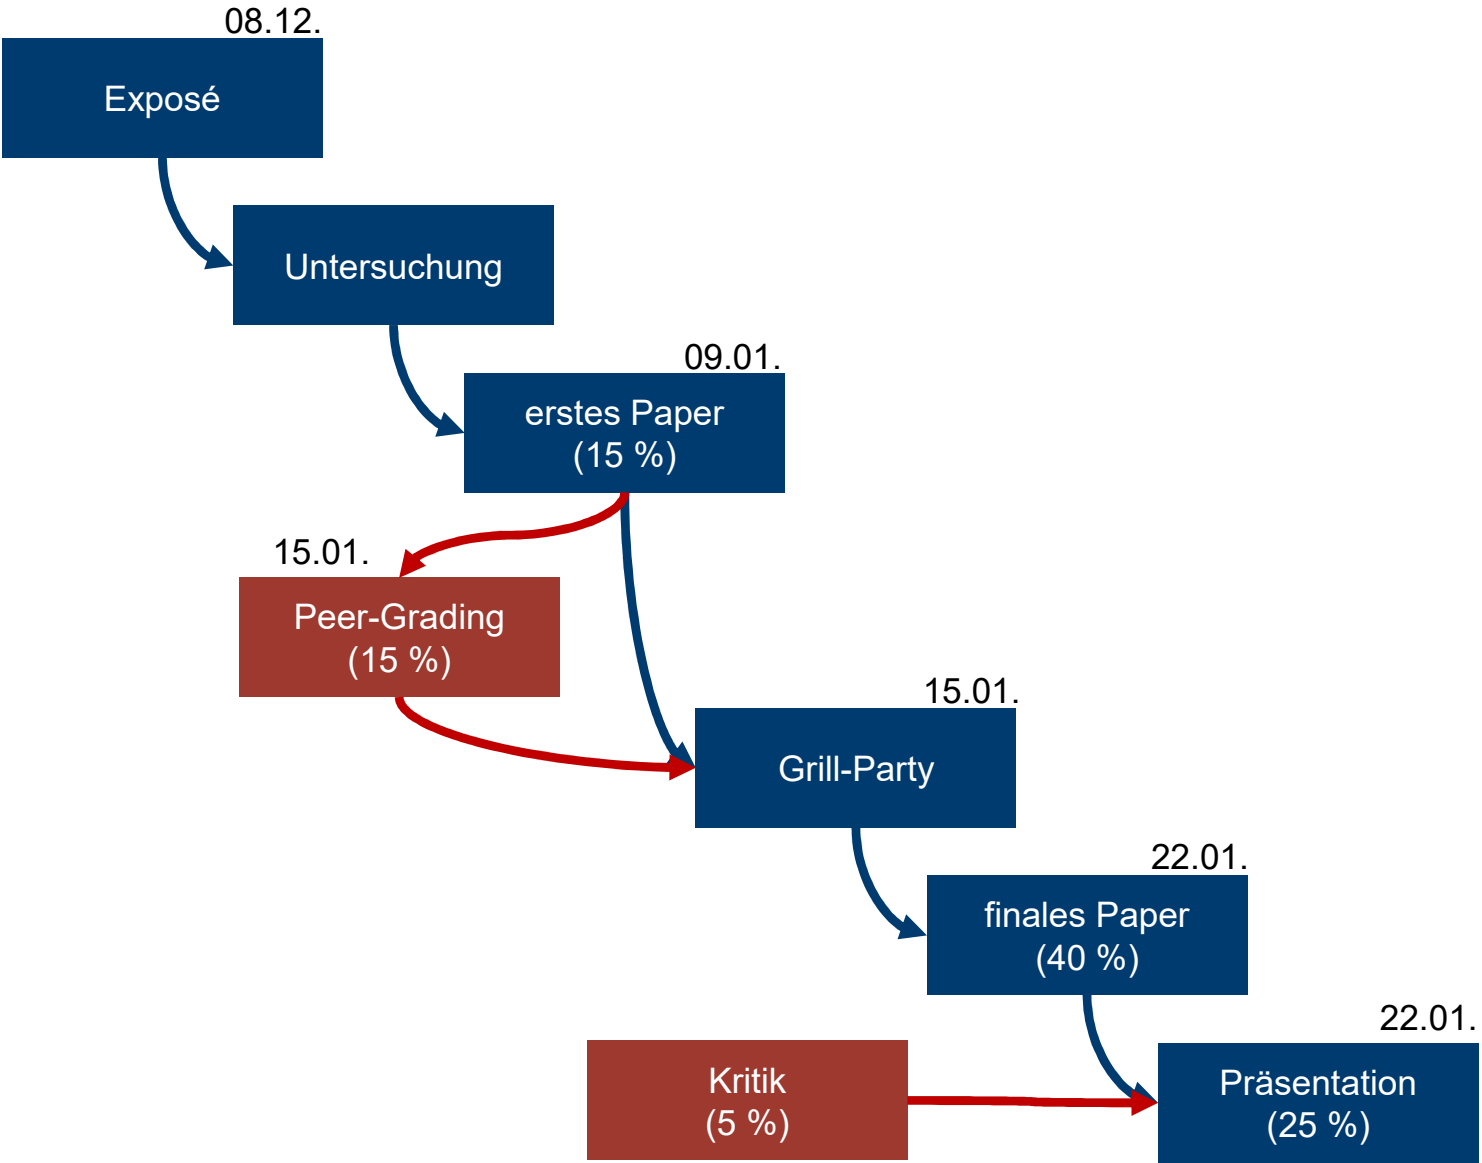 08.12.
Exposé
Untersuchung
09.01.
erstes Paper
(15 %)
15.01.
Peer-Grading
(15 %)
15.01.
Grill-Party
22.01.
finales Paper
(40 %)
22.01.
Kritik
(5 %)
Präsentation
(25 %)